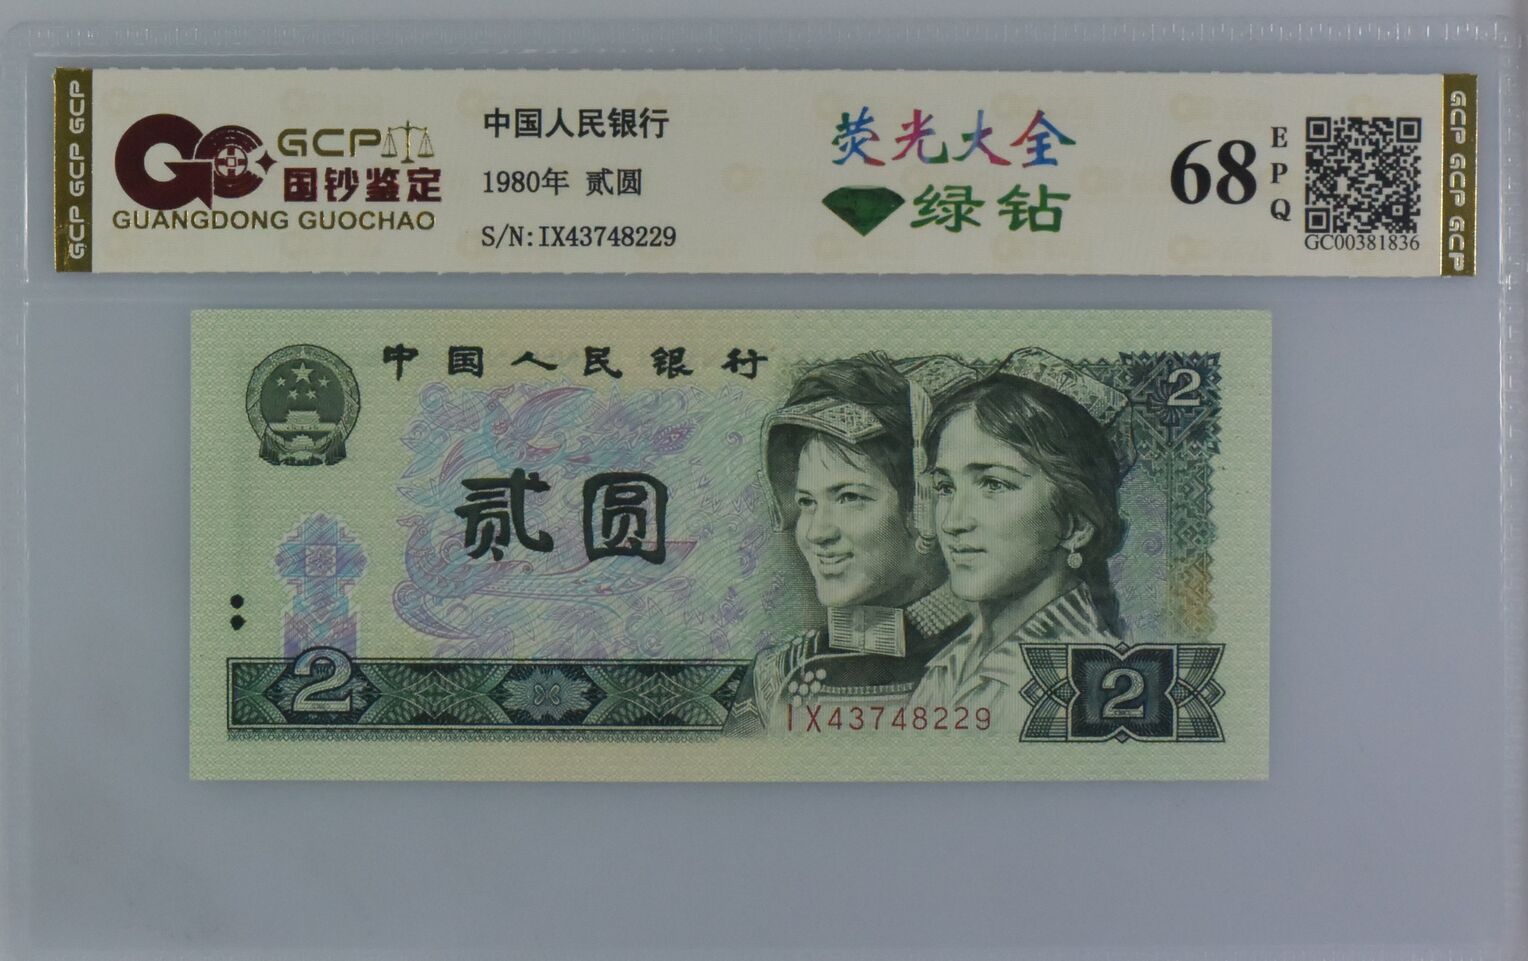 GCP GCP GCP
GCP
国钞鉴定
GUANGDONG GUOCHAO
中国人民银行
1980年 贰圆
S/N:IX43748229
荧光大全
绿钻
68
EPQ
GC00381836
GCP GCP GCP
中国人民银行
2
贰圆
2
IX43748229
2